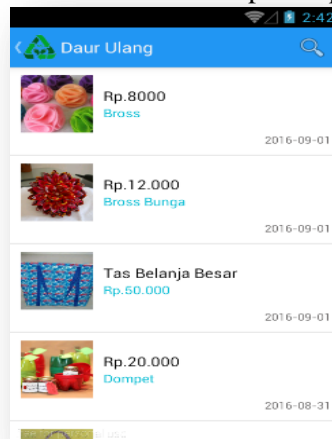 2:42
Daur Ulang
Rp.8000
Bross
2016-09-01
Rp.12.000
Bross Bunga
2016-09-01
Tas Belanja Besar
Rp.50.000
2016-09-01
Rp.20.000
Dompet
2016-08-31